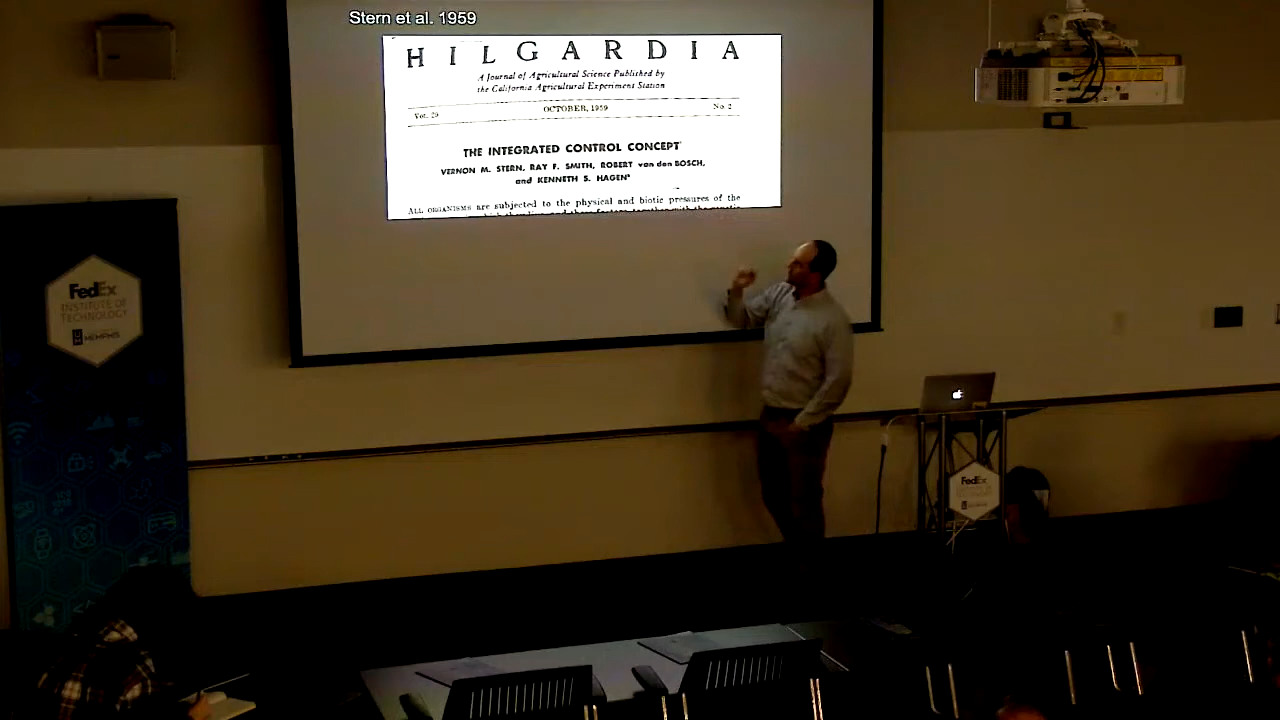 Stern et al. 1959
HILGARDIA
A Journal of Agricultural Science Published by
the California Agricultural Experiment Station
Vol. 29
OCTOBER, 1959
No. 2
THE INTEGRATED CONTROL CONCEPT
VERNON M. STERN, RAY F. SMITH, ROBERT van den BOSCH,
and KENNETH S. HAGEN
ALL ORGANISMS are subjected to the physical and biotic pressures of the
FedEx
INSTITUTE OF
TECHNOLOGY
MEMPHIS
FedEx